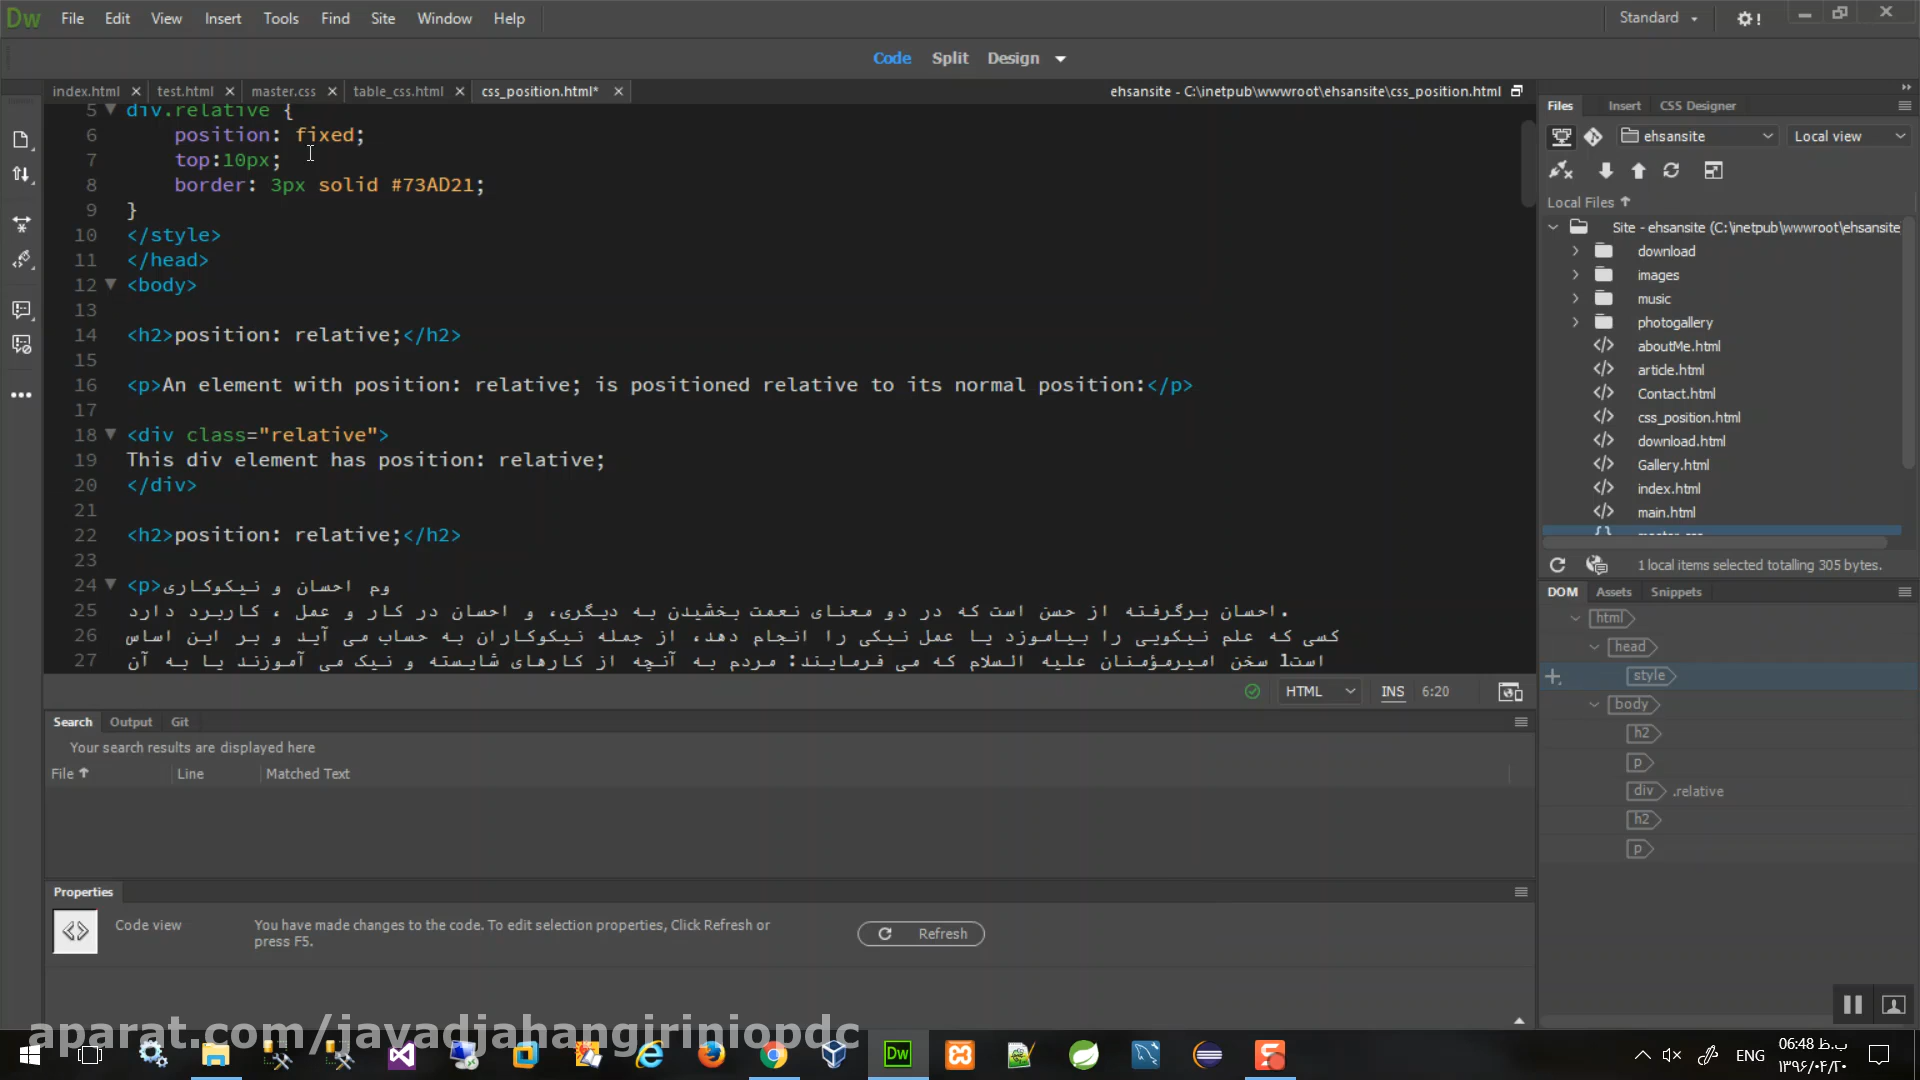 Dw File Edit View Insert Tools Find Site Window Help Standard
Code Split Design
index.html test.html master.css table_css.html css_position.html* ehsansite - C:\inetpub\wwwroot\ehsansite\css_position.html
5 div.relative {
6 position: fixed;
7 top:10px;
8 border: 3px solid #73AD21;
9 }
10 </style>
11 </head>
12 <body>
13
14 <h2>position: relative;</h2>
15
16 <p>An element with position: relative; is positioned relative to its normal position:</p>
17
18 <div class="relative">
19 This div element has position: relative;
20 </div>
21
22 <h2>position: relative;</h2>
23
24 <p>وم احسان و نیکوکاری
25 احسان برگرفته از حسن است که در دو معنای نعمت بخشیدن به دیگری، و احسان در کار و عمل ، کاربرد دارد.
26 کسی که علم نیکویی را بیاموزد یا عمل نیکی را انجام دهد، از جمله نیکوکاران به حساب می آید و بر این اساس
27 است1 سخن امیرمؤمنان علیه السلام که می فرمایند: مردم به آنچه از کارهای شایسته و نیک می آموزند یا به آن
HTML INS 6:20
Search Output Git
Your search results are displayed here
File Line Matched Text
Properties
Code view You have made changes to the code. To edit selection properties, Click Refresh or press F5. Refresh
Files Insert CSS Designer
ehsansite Local view
Local Files
Site - ehsansite (C:\inetpub\wwwroot\ehsansite
download
images
music
photogallery
aboutMe.html
article.html
Contact.html
css_position.html
download.html
Gallery.html
index.html
main.html
master.css
1 local items selected totalling 305 bytes.
DOM Assets Snippets
html
head
style
body
h2
p
div .relative
h2
p
aparat.com/javadjahangiriniopdc
Dw
ENG
06:48 ب.ظ
۱۳۹۶/۰۴/۲۰